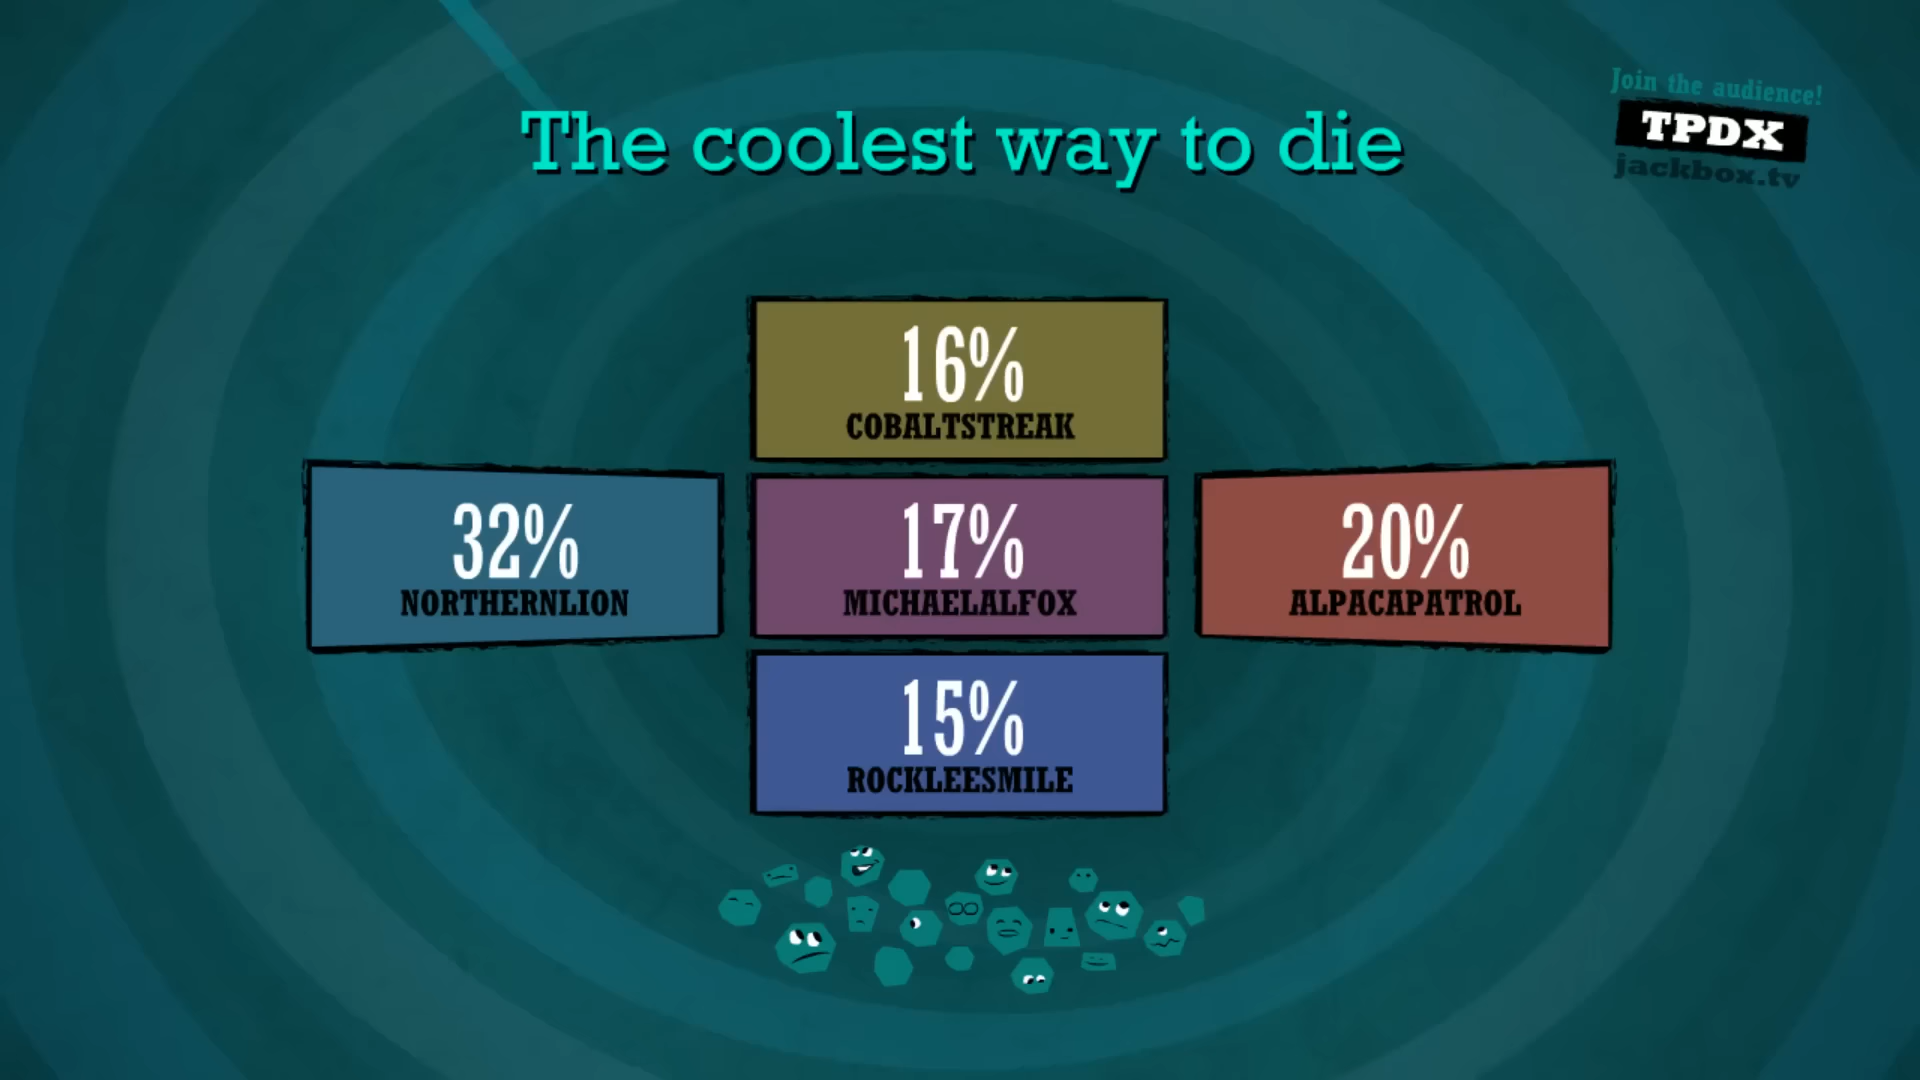 The coolest way to die
Join the audience!
TPDX
jackbox.tv
16%
COBALTSTREAK
32%
NORTHERNLION
17%
MICHAELALFOX
20%
ALPACAPATROL
15%
ROCKLEESMILE